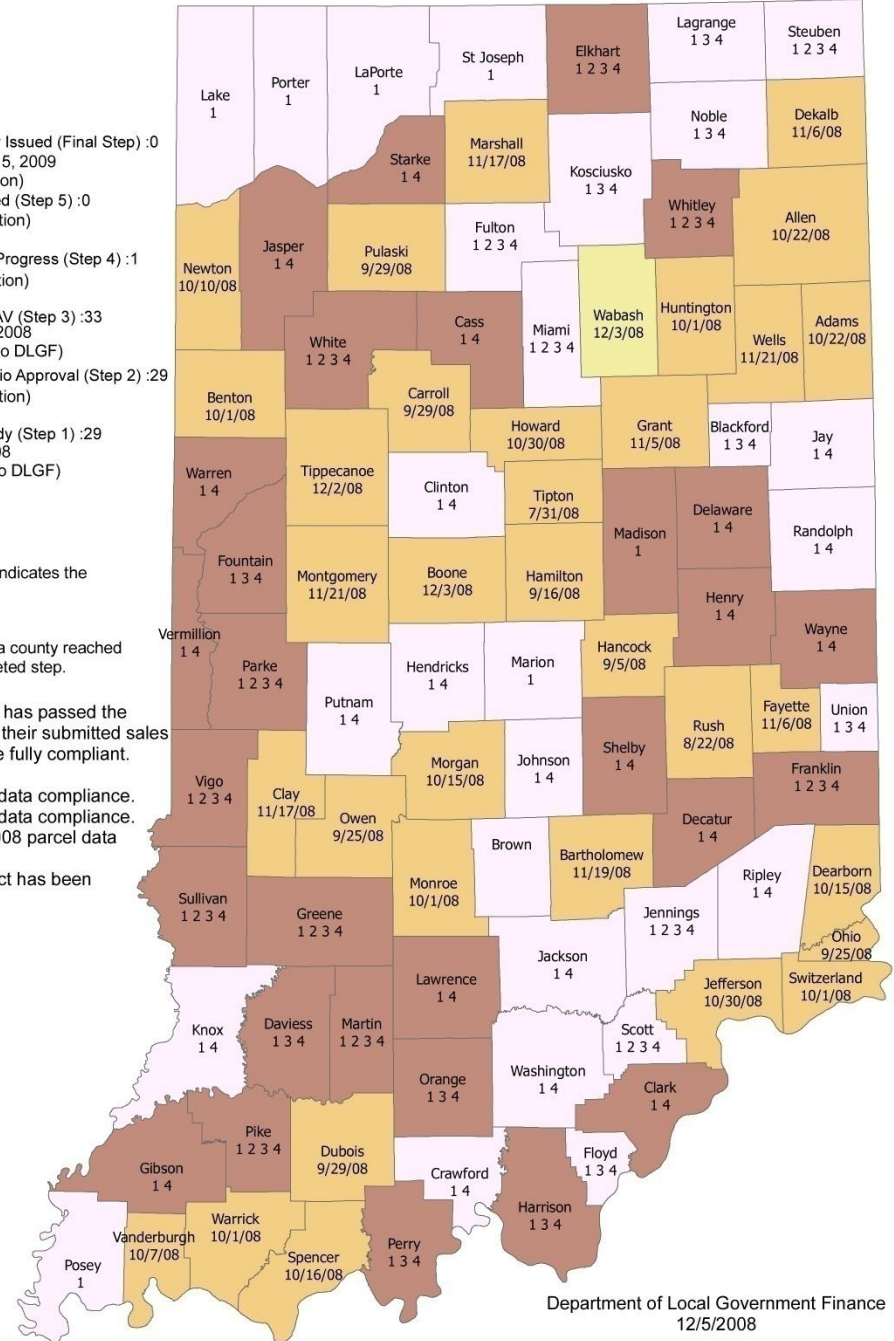 r Issued (Final Step) :0
5, 2009
on)
ed (Step 5) :0
tion)
Progress (Step 4) :1
tion)
AV (Step 3) :33
2008
o DLGF)
io Approval (Step 2) :29
tion)
dy (Step 1) :29
08
o DLGF)
ndicates the
a county reached
eted step.
has passed the
their submitted sales
e fully compliant.
data compliance.
data compliance.
008 parcel data
ct has been
Lake
1
Porter
1
LaPorte
1
St Joseph
1
Elkhart
1 2 3 4
Lagrange
1 3 4
Steuben
1 2 3 4
Noble
1 3 4
Dekalb
11/6/08
Starke
1 4
Marshall
11/17/08
Kosciusko
1 3 4
Whitley
1 2 3 4
Allen
10/22/08
Newton
10/10/08
Jasper
1 4
Pulaski
9/29/08
Fulton
1 2 3 4
White
1 2 3 4
Cass
1 4
Miami
1 2 3 4
Wabash
12/3/08
Huntington
10/1/08
Wells
11/21/08
Adams
10/22/08
Benton
10/1/08
Carroll
9/29/08
Howard
10/30/08
Grant
11/5/08
Blackford
1 3 4
Jay
1 4
Warren
1 4
Tippecanoe
12/2/08
Clinton
1 4
Tipton
7/31/08
Madison
1
Delaware
1 4
Randolph
1 4
Fountain
1 3 4
Montgomery
11/21/08
Boone
12/3/08
Hamilton
9/16/08
Henry
1 4
Wayne
1 4
Vermillion
1 4
Parke
1 2 3 4
Putnam
1 4
Hendricks
1 4
Marion
1
Hancock
9/5/08
Rush
8/22/08
Fayette
11/6/08
Union
1 3 4
Vigo
1 2 3 4
Clay
11/17/08
Owen
9/25/08
Morgan
10/15/08
Johnson
1 4
Shelby
1 4
Franklin
1 2 3 4
Decatur
1 4
Sullivan
1 2 3 4
Greene
1 2 3 4
Monroe
10/1/08
Brown
Bartholomew
11/19/08
Jennings
1 2 3 4
Ripley
1 4
Dearborn
10/15/08
Ohio
9/25/08
Switzerland
10/1/08
Jefferson
10/30/08
Jackson
1 4
Lawrence
1 4
Knox
1 4
Daviess
1 3 4
Martin
1 2 3 4
Orange
1 3 4
Washington
1 4
Scott
1 2 3 4
Clark
1 4
Gibson
1 4
Pike
1 2 3 4
Dubois
9/29/08
Crawford
1 4
Floyd
1 3 4
Harrison
1 3 4
Posey
1
Vanderburgh
10/7/08
Warrick
10/1/08
Spencer
10/16/08
Perry
1 3 4
Department of Local Government Finance
12/5/2008